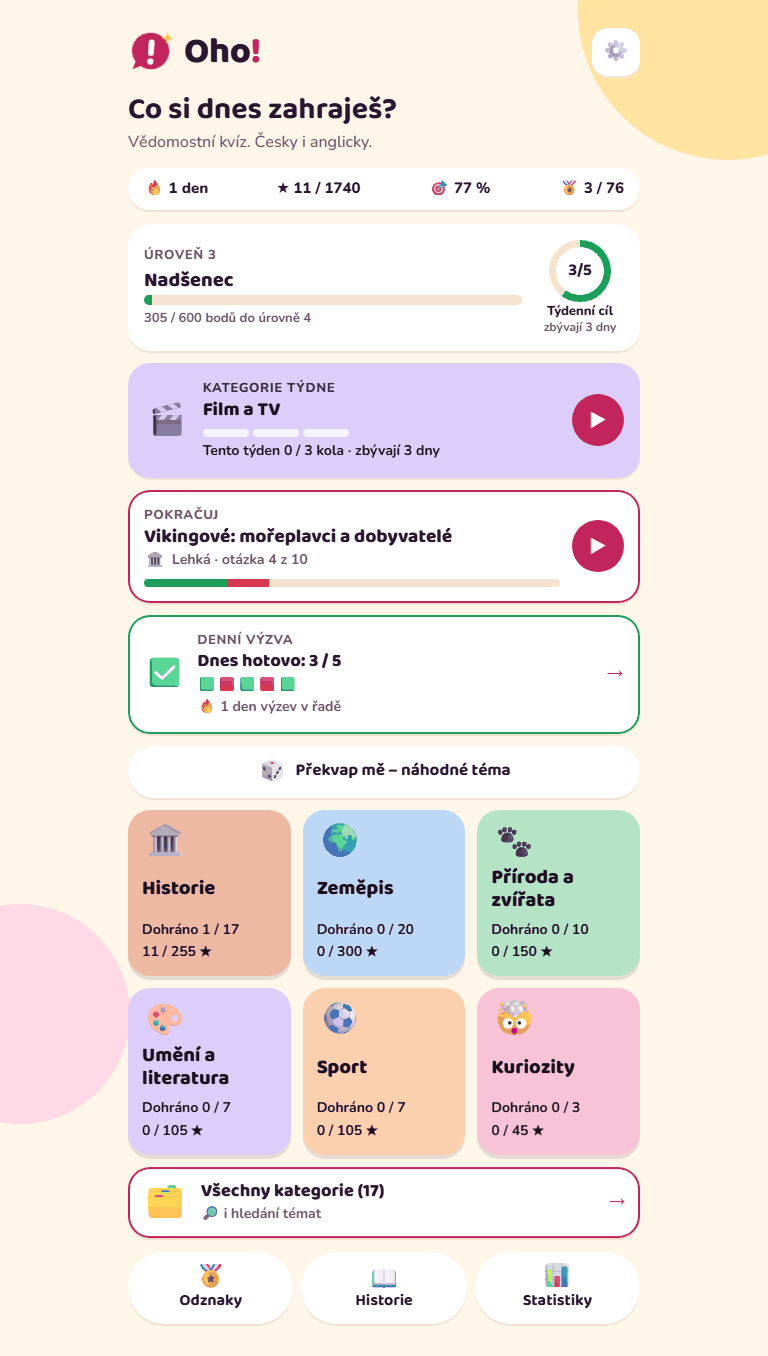 Oho!
Co si dnes zahraješ?
Vědomostní kvíz. Česky i anglicky.
1 den
★ 11 / 1740
77 %
3 / 76
ÚROVEŇ 3
Nadšenec
305 / 600 bodů do úrovně 4
3/5
Týdenní cíl
zbývají 3 dny
KATEGORIE TÝDNE
Film a TV
Tento týden 0 / 3 kola · zbývají 3 dny
POKRAČUJ
Vikingové: mořeplavci a dobyvatelé
Lehká · otázka 4 z 10
DENNÍ VÝZVA
Dnes hotovo: 3 / 5
1 den výzev v řadě
→
Překvap mě – náhodné téma
Historie
Dohráno 1 / 17
11 / 255 ★
Zeměpis
Dohráno 0 / 20
0 / 300 ★
Příroda a
zvířata
Dohráno 0 / 10
0 / 150 ★
Umění a
literatura
Dohráno 0 / 7
0 / 105 ★
Sport
Dohráno 0 / 7
0 / 105 ★
Kuriozity
Dohráno 0 / 3
0 / 45 ★
Všechny kategorie (17)
i hledání témat
→
Odznaky
Historie
Statistiky